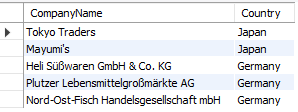 CompanyName Country
Tokyo Traders Japan
Mayumi's Japan
Heli Süßwaren GmbH & Co. KG Germany
Plutzer Lebensmittelgroßmärkte AG Germany
Nord-Ost-Fisch Handelsgesellschaft mbH Germany